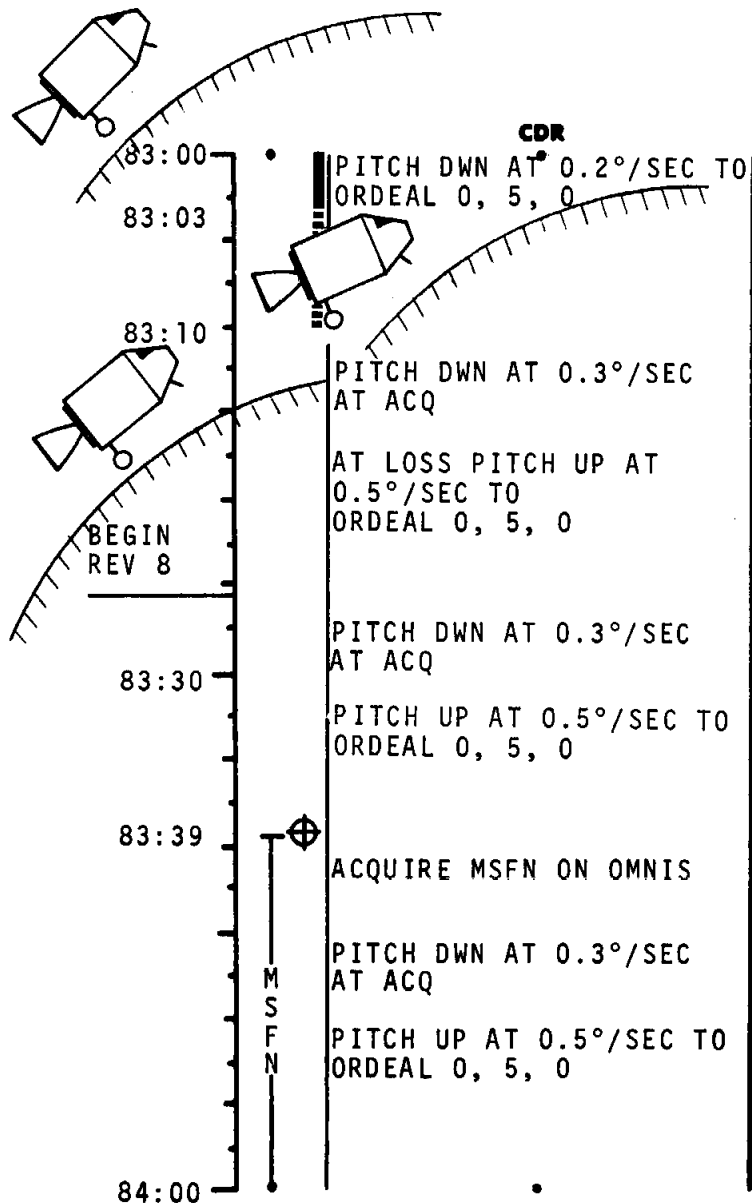 CDR
83:00
PITCH DWN AT 0.2°/SEC TO
ORDEAL 0, 5, 0
83:03
83:10
PITCH DWN AT 0.3°/SEC
AT ACQ
AT LOSS PITCH UP AT
0.5°/SEC TO
ORDEAL 0, 5, 0
BEGIN
REV 8
PITCH DWN AT 0.3°/SEC
AT ACQ
83:30
PITCH UP AT 0.5°/SEC TO
ORDEAL 0, 5, 0
83:39
ACQUIRE MSFN ON OMNIS
PITCH DWN AT 0.3°/SEC
AT ACQ
MSFN
PITCH UP AT 0.5°/SEC TO
ORDEAL 0, 5, 0
84:00